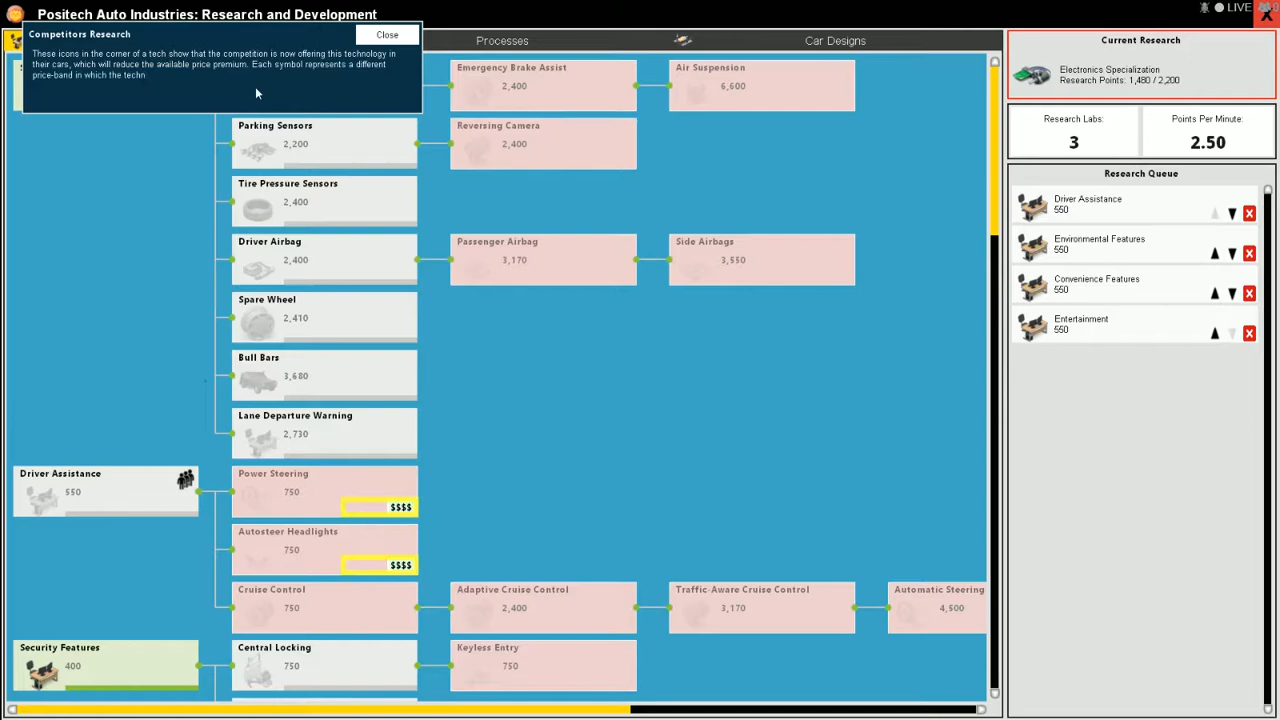 Positech Auto Industries: Research and Development
LIVE
Competitors Research
Close
These icons in the corner of a tech show that the competition is now offering this technology in
their cars, which will reduce the available price premium. Each symbol represents a different
price-band in which the techn
Processes
Car Designs
Emergency Brake Assist
2,400
Air Suspension
6,600
Parking Sensors
2,200
Reversing Camera
2,400
Tire Pressure Sensors
2,400
Driver Airbag
2,400
Passenger Airbag
3,170
Side Airbags
3,550
Spare Wheel
2,410
Bull Bars
3,680
Lane Departure Warning
2,730
Driver Assistance
550
Power Steering
750
$$$$
Autosteer Headlights
750
$$$$
Cruise Control
750
Adaptive Cruise Control
2,400
Traffic-Aware Cruise Control
3,170
Automatic Steering
4,500
Security Features
400
Central Locking
750
Keyless Entry
750
Current Research
Electronics Specialization
Research Points: 1,480 / 2,200
Research Labs:
3
Points Per Minute:
2.50
Research Queue
Driver Assistance
550
Environmental Features
550
Convenience Features
550
Entertainment
550